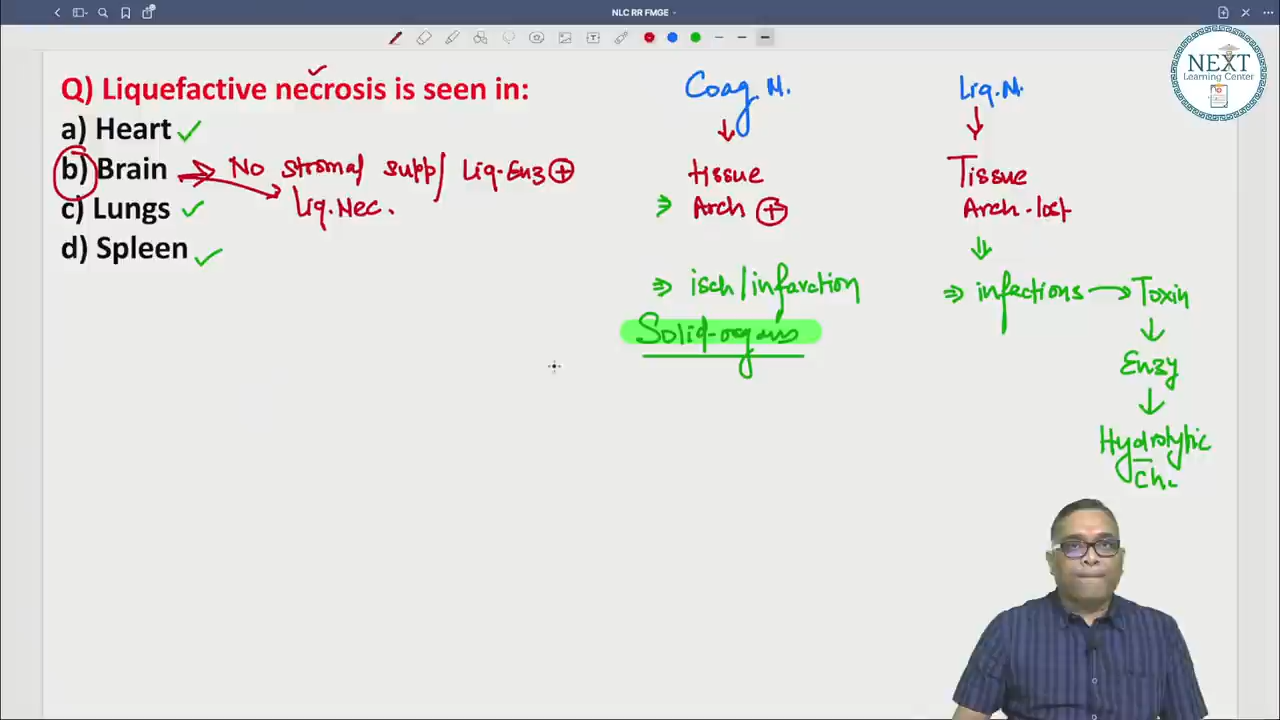 NLC RR FMGE
NEXT
Learning Center
Q) Liquefactive necrosis is seen in:
a) Heart
b) Brain
No stromal supp/ Liq-Enz +
Liq.Nec.
c) Lungs
d) Spleen
Coag N.
tissue
Arch +
isch/infarction
Solid-organs
Liq.N.
Tissue
Arch-lost
infections
Toxin
Enzy
Hydrolytic
Ch.